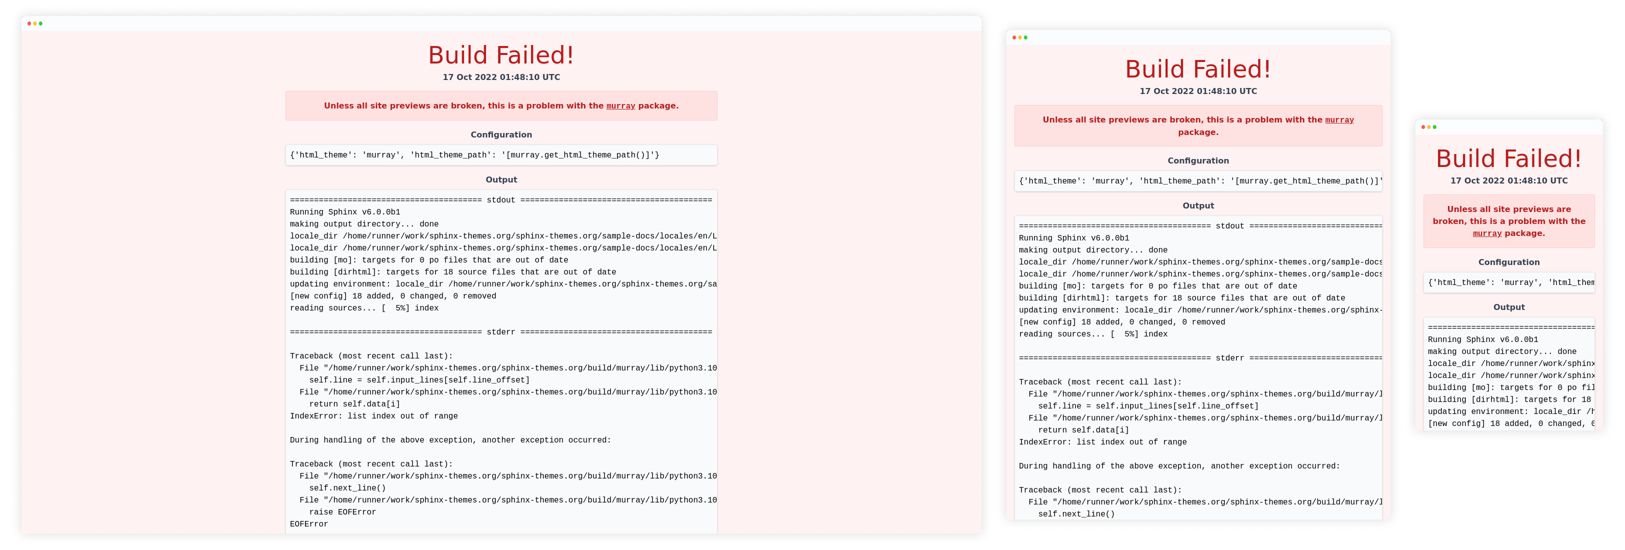 Build Failed!
17 Oct 2022 01:48:10 UTC
Unless all site previews are broken, this is a problem with the murray package.
Configuration
{'html_theme': 'murray', 'html_theme_path': '[murray.get_html_theme_path()]'}
Output
======================================== stdout ========================================
Running Sphinx v6.0.0b1
making output directory... done
locale_dir /home/runner/work/sphinx-themes.org/sphinx-themes.org/sample-docs/locales/en/L
locale_dir /home/runner/work/sphinx-themes.org/sphinx-themes.org/sample-docs/locales/en/L
building [mo]: targets for 0 po files that are out of date
building [dirhtml]: targets for 18 source files that are out of date
updating environment: locale_dir /home/runner/work/sphinx-themes.org/sphinx-themes.org/sa
[new config] 18 added, 0 changed, 0 removed
reading sources... [  5%] index
======================================== stderr ========================================
Traceback (most recent call last):
  File "/home/runner/work/sphinx-themes.org/sphinx-themes.org/build/murray/lib/python3.10
    self.line = self.input_lines[self.line_offset]
  File "/home/runner/work/sphinx-themes.org/sphinx-themes.org/build/murray/lib/python3.10
    return self.data[i]
IndexError: list index out of range
During handling of the above exception, another exception occurred:
Traceback (most recent call last):
  File "/home/runner/work/sphinx-themes.org/sphinx-themes.org/build/murray/lib/python3.10
    self.next_line()
  File "/home/runner/work/sphinx-themes.org/sphinx-themes.org/build/murray/lib/python3.10
    raise EOFError
EOFError
Build Failed!
17 Oct 2022 01:48:10 UTC
Unless all site previews are broken, this is a problem with the murray
package.
Configuration
{'html_theme': 'murray', 'html_theme_path': '[murray.get_html_theme_path()]'
Output
======================================== stdout ============================
Running Sphinx v6.0.0b1
making output directory... done
locale_dir /home/runner/work/sphinx-themes.org/sphinx-themes.org/sample-docs
locale_dir /home/runner/work/sphinx-themes.org/sphinx-themes.org/sample-docs
building [mo]: targets for 0 po files that are out of date
building [dirhtml]: targets for 18 source files that are out of date
updating environment: locale_dir /home/runner/work/sphinx-themes.org/sphinx-
[new config] 18 added, 0 changed, 0 removed
reading sources... [  5%] index
======================================== stderr ============================
Traceback (most recent call last):
  File "/home/runner/work/sphinx-themes.org/sphinx-themes.org/build/murray/l
    self.line = self.input_lines[self.line_offset]
  File "/home/runner/work/sphinx-themes.org/sphinx-themes.org/build/murray/l
    return self.data[i]
IndexError: list index out of range
During handling of the above exception, another exception occurred:
Traceback (most recent call last):
  File "/home/runner/work/sphinx-themes.org/sphinx-themes.org/build/murray/l
    self.next_line()
Build Failed!
17 Oct 2022 01:48:10 UTC
Unless all site previews are
broken, this is a problem with the
murray package.
Configuration
{'html_theme': 'murray', 'html_them
Output
===================================
Running Sphinx v6.0.0b1
making output directory... done
locale_dir /home/runner/work/sphinx
locale_dir /home/runner/work/sphinx
building [mo]: targets for 0 po fil
building [dirhtml]: targets for 18
updating environment: locale_dir /h
[new config] 18 added, 0 changed, 0